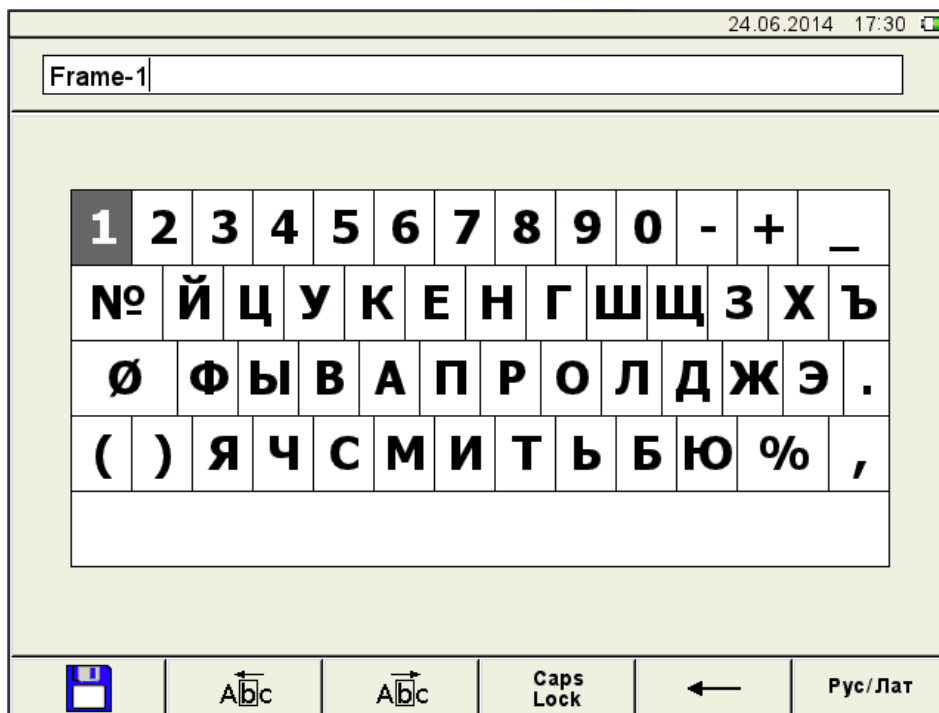 24.06.2014 17:30
Frame-1
1 2 3 4 5 6 7 8 9 0 - + _
№ Й Ц У К Е Н Г Ш Щ З Х Ъ
Ø Ф Ы В А П Р О Л Д Ж Э .
( ) Я Ч С М И Т Ь Б Ю % ,
Abc Abc Caps Lock ← Рус/Лат